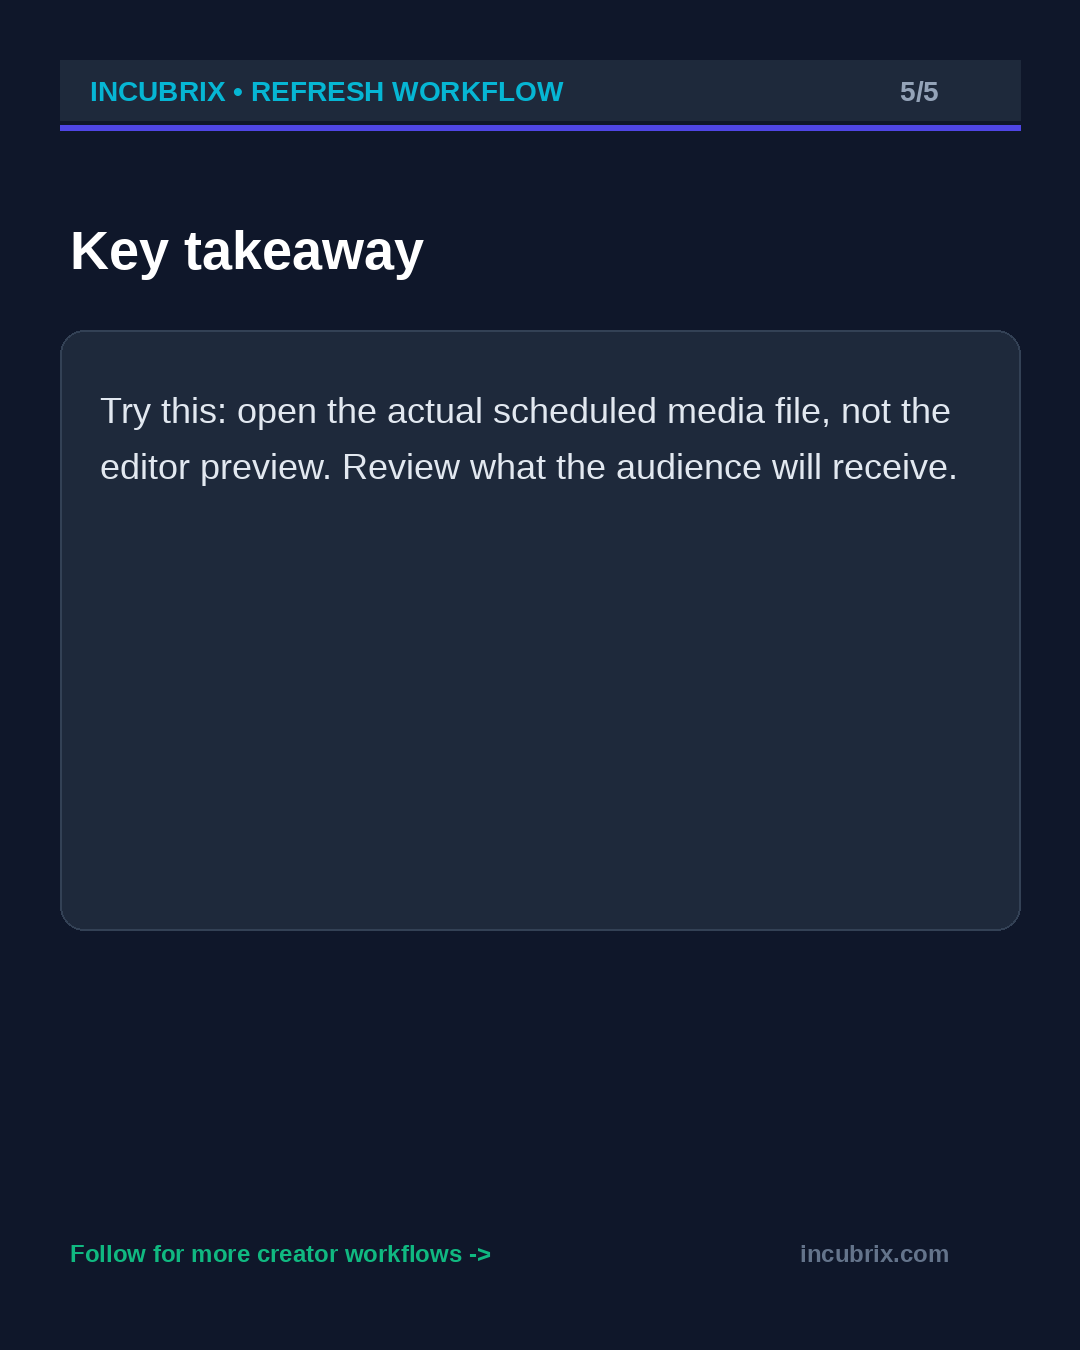 INCUBRIX • REFRESH WORKFLOW 5/5
Key takeaway
Try this: open the actual scheduled media file, not the
editor preview. Review what the audience will receive.
Follow for more creator workflows -> incubrix.com